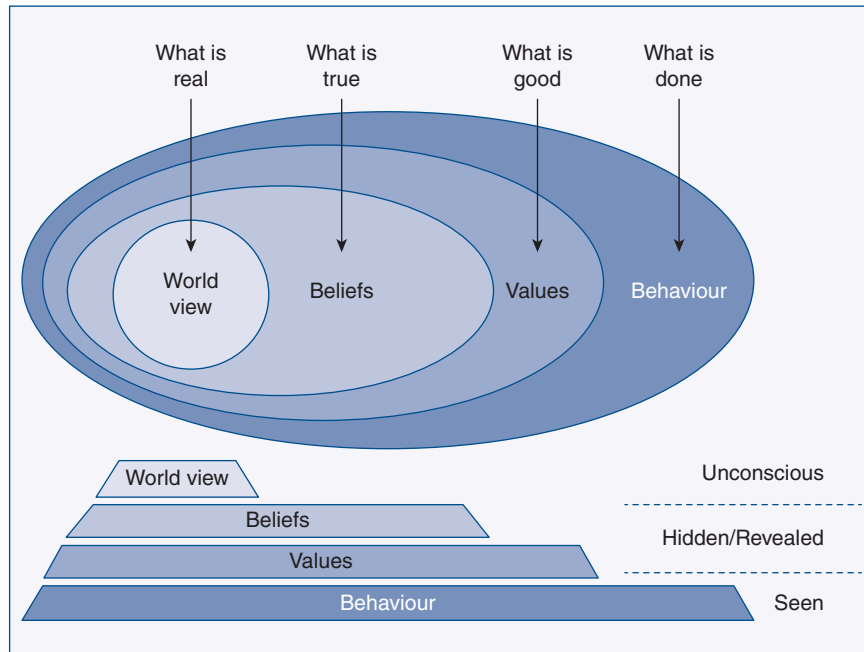 What is
real
What is
true
What is
good
What is
done
World
view
Beliefs
Values
Behaviour
World view
Unconscious
Beliefs
Hidden/Revealed
Values
Behaviour
Seen